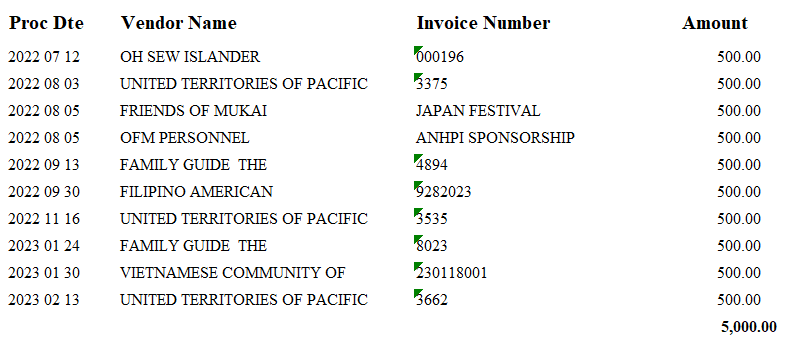 Proc Dte Vendor Name Invoice Number Amount
2022 07 12 OH SEW ISLANDER 000196 500.00
2022 08 03 UNITED TERRITORIES OF PACIFIC 3375 500.00
2022 08 05 FRIENDS OF MUKAI JAPAN FESTIVAL 500.00
2022 08 05 OFM PERSONNEL ANHPI SPONSORSHIP 500.00
2022 09 13 FAMILY GUIDE  THE 4894 500.00
2022 09 30 FILIPINO AMERICAN 9282023 500.00
2022 11 16 UNITED TERRITORIES OF PACIFIC 3535 500.00
2023 01 24 FAMILY GUIDE  THE 8023 500.00
2023 01 30 VIETNAMESE COMMUNITY OF 230118001 500.00
2023 02 13 UNITED TERRITORIES OF PACIFIC 3662 500.00
5,000.00